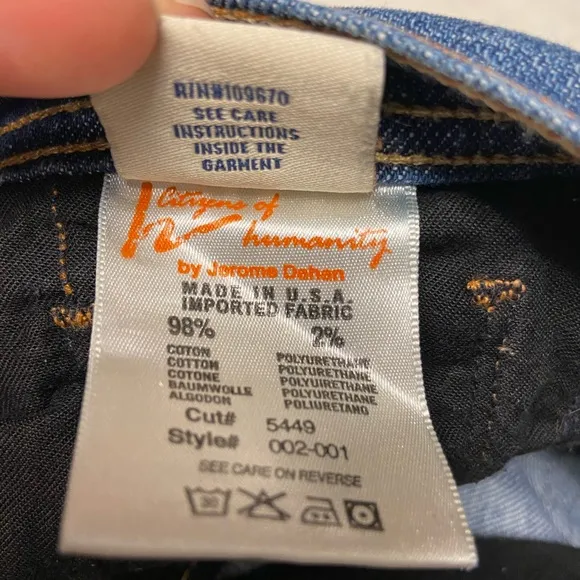 R/N#109670
SEE CARE
INSTRUCTIONS
INSIDE THE
GARMENT
Citizens of
humanity
by Jerome Dahan
MADE IN U.S.A.
IMPORTED FABRIC
98% 2%
COTON POLYURETHANE
COTTON POLYURETHANE
COTONE POLYURETHANE
BAUMWOLLE POLYURETHANE
ALGODON POLIURETANO
Cut# 5449
Style# 002-001
SEE CARE ON REVERSE